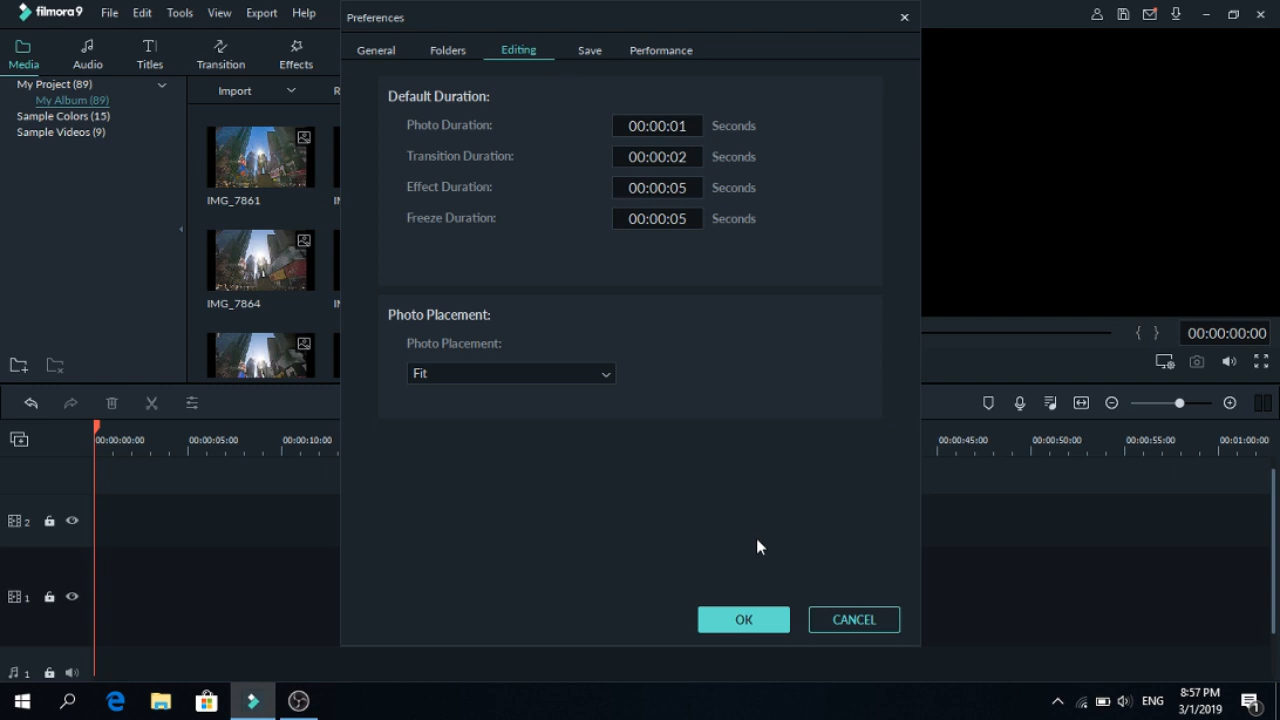 filmora9 File Edit Tools View Export Help
Preferences
Media Audio Titles Transition Effects
General Folders Editing Save Performance
My Project (89)
My Album (89)
Sample Colors (15)
Sample Videos (9)
Import R
IMG_7861
IMG_7864
Default Duration:
Photo Duration: 00:00:01 Seconds
Transition Duration: 00:00:02 Seconds
Effect Duration: 00:00:05 Seconds
Freeze Duration: 00:00:05 Seconds
Photo Placement:
Photo Placement:
Fit
OK CANCEL
{ } 00:00:00:00
00:00:00:00 00:00:05:00 00:00:10:00 00:00:45:00 00:00:50:00 00:00:55:00 00:01:00:00
2
1
1
ENG
8:57 PM
3/1/2019
1